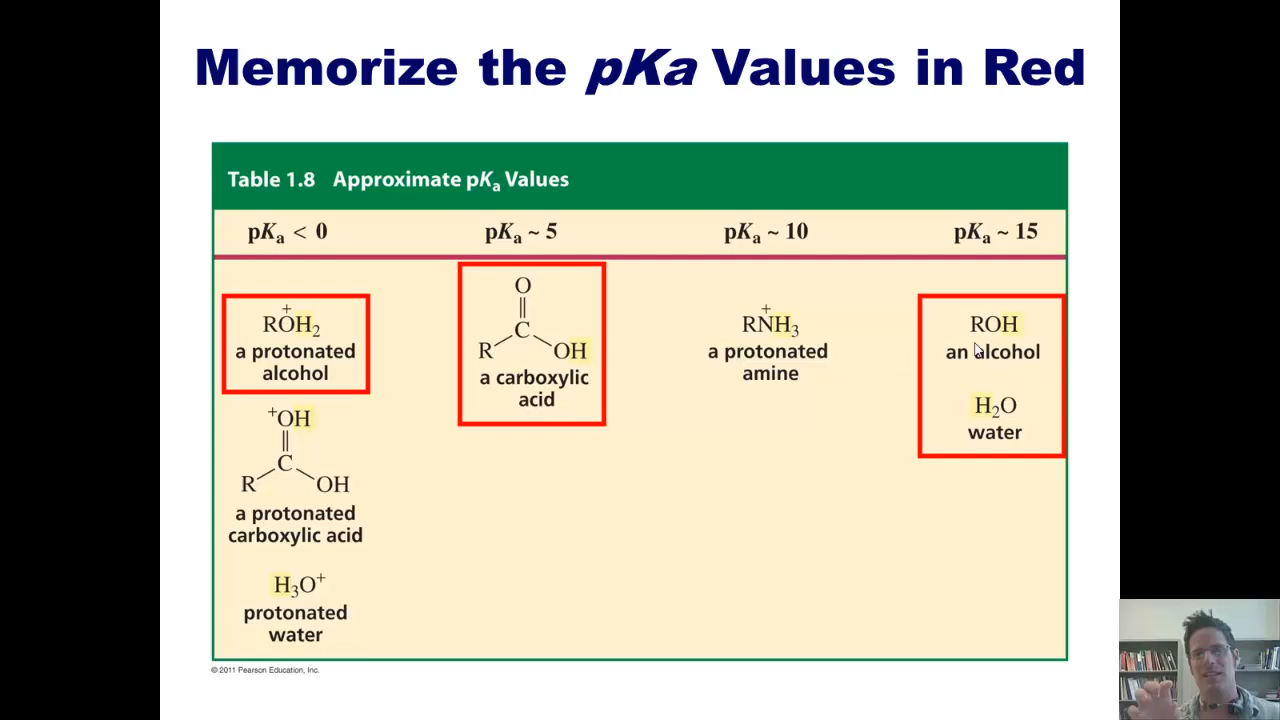 Memorize the pKa Values in Red
Table 1.8 Approximate pKa Values
pKa < 0 pKa ~ 5 pKa ~ 10 pKa ~ 15
+
ROH2
a protonated
alcohol
+OH
C
R OH
a protonated
carboxylic acid
H3O+
protonated
water
O
C
R OH
a carboxylic
acid
+
RNH3
a protonated
amine
ROH
an alcohol
H2O
water
© 2011 Pearson Education, Inc.